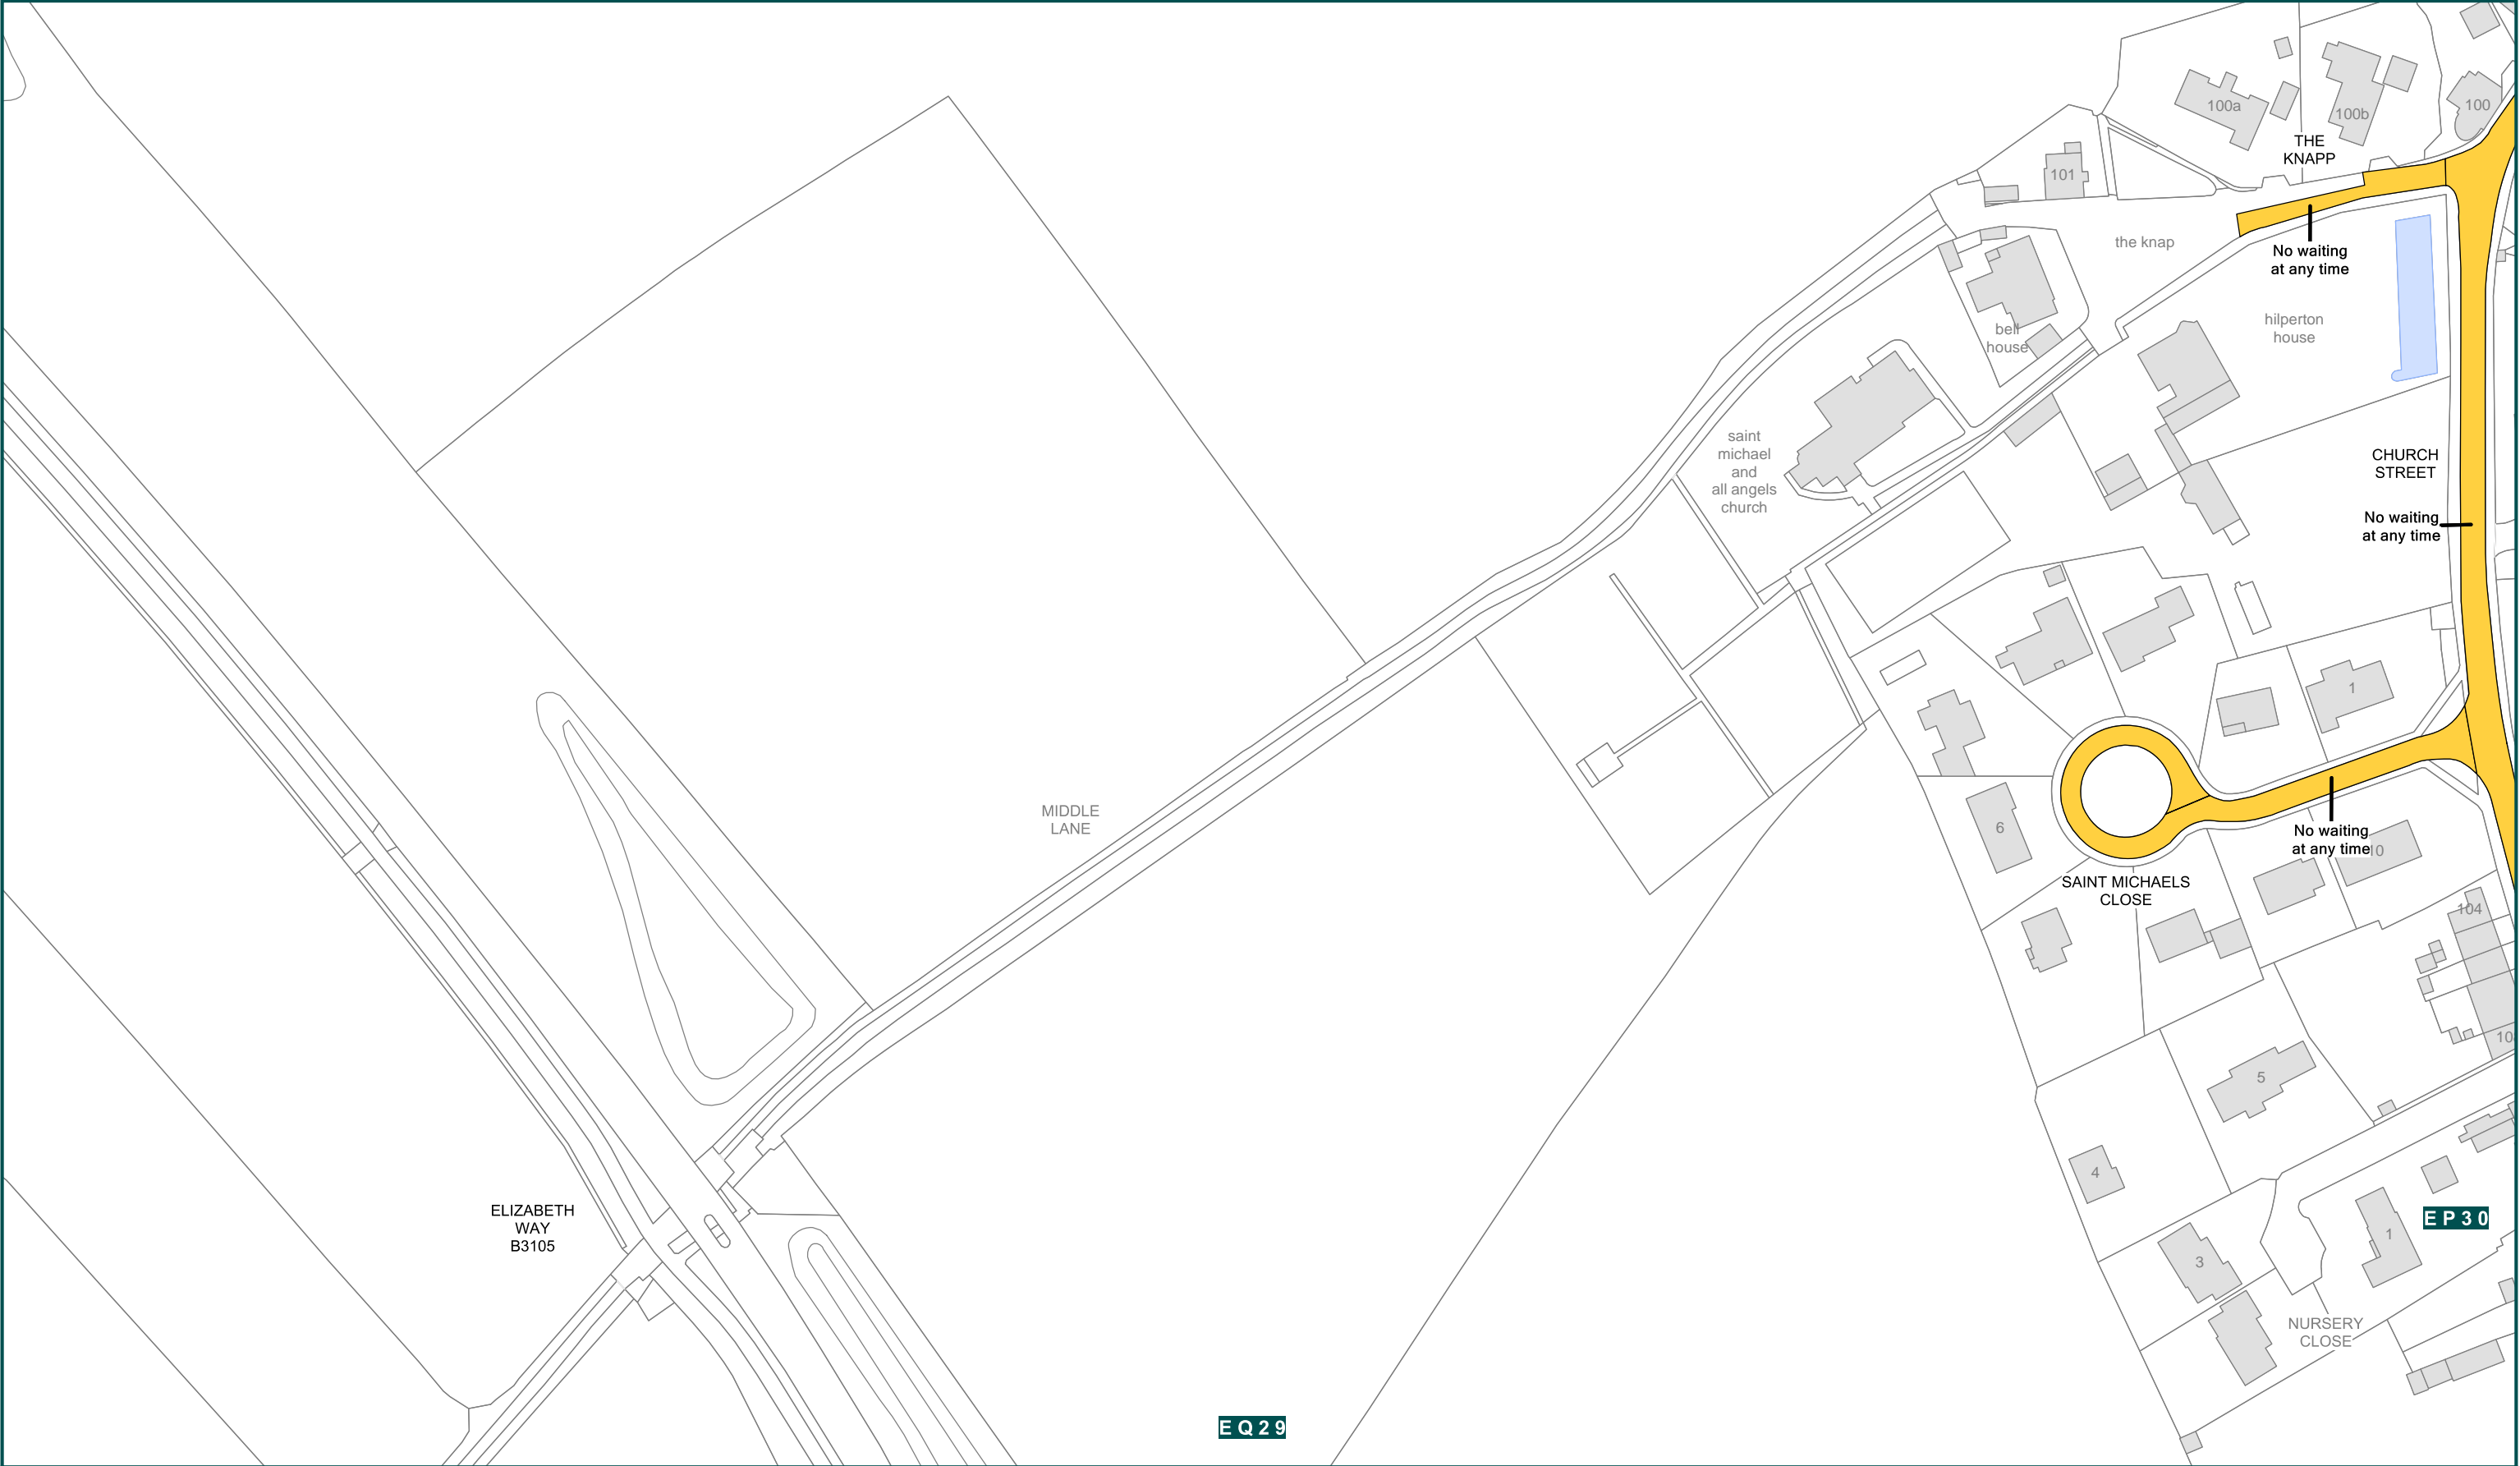 100a
100b
100
THE
KNAPP
101
the knap
No waiting
at any time
bell
house
hilperton
house
saint
michael
and
all angels
church
CHURCH
STREET
No waiting
at any time
1
MIDDLE
LANE
6
No waiting
at any time
10
SAINT MICHAELS
CLOSE
104
10
5
4
ELIZABETH
WAY
B3105
EP30
1
3
NURSERY
CLOSE
EQ29